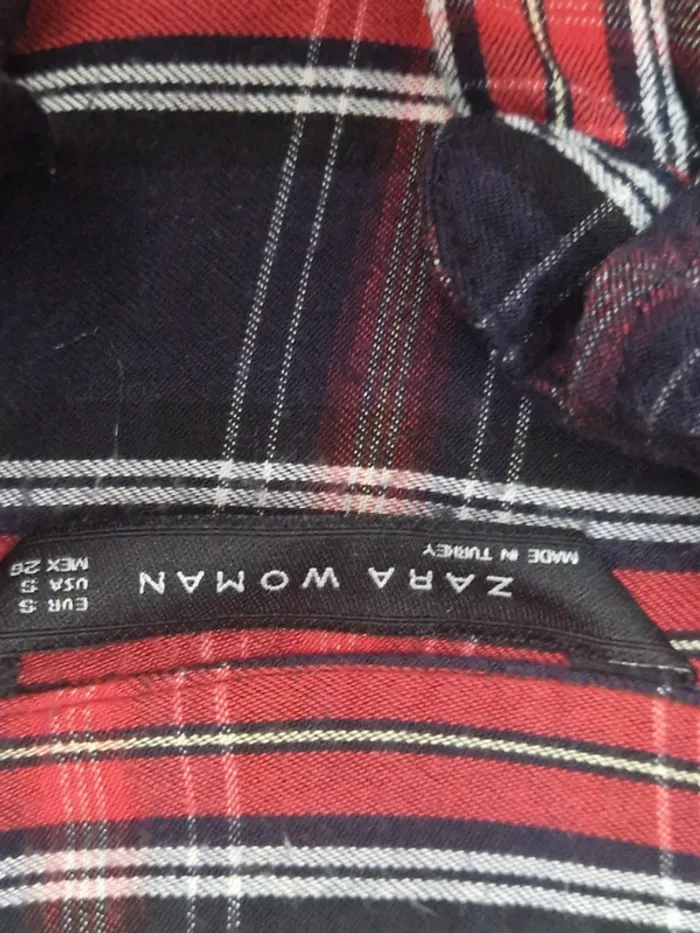 ZARA WOMAN
MADE IN TURKEY
EUR S
USA S
MEX 26